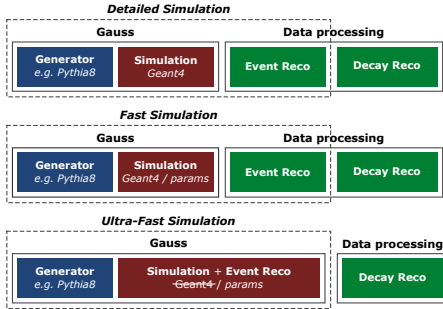 Detailed Simulation
Gauss Data processing
Generator Simulation Event Reco Decay Reco
e.g. Pythia8 Geant4
Fast Simulation
Gauss Data processing
Generator Simulation Event Reco Decay Reco
e.g. Pythia8 Geant4 / params
Ultra-Fast Simulation
Gauss Data processing
Generator Simulation + Event Reco Decay Reco
e.g. Pythia8 Geant4 / params